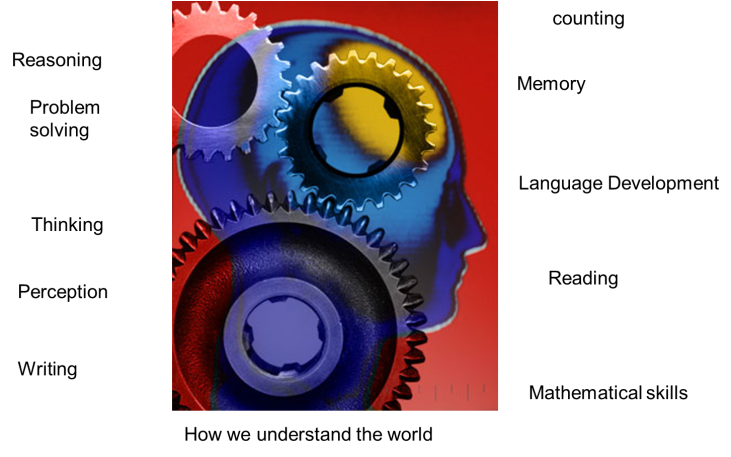 counting
Reasoning
Memory
Problem
solving
Language Development
Thinking
Reading
Perception
Writing
Mathematical skills
How we understand the world